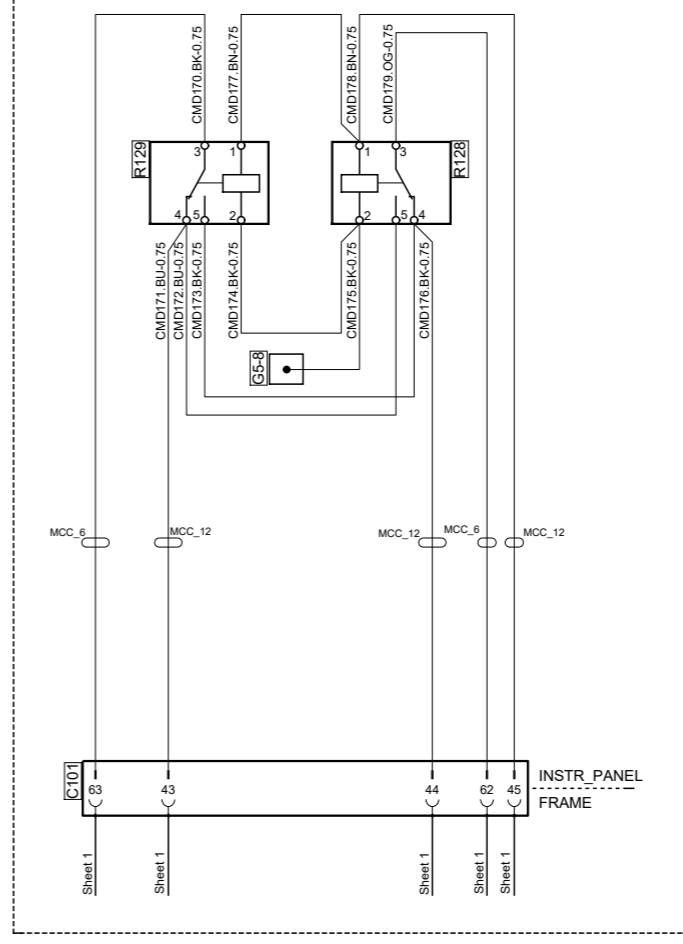 CMD170.BK-0.75
CMD177.BN-0.75
CMD178.BN-0.75
CMD179.OG-0.75
R129
3 1
4 5 2
1 3
2 5 4
R128
CMD171.BU-0.75
CMD172.BU-0.75
CMD173.BK-0.75
CMD174.BK-0.75
CMD175.BK-0.75
CMD176.BK-0.75
G5-8
MCC_6
MCC_12
MCC_12
MCC_6
MCC_12
C101
63 43 44 62 45
INSTR_PANEL
FRAME
Sheet 1
Sheet 1
Sheet 1
Sheet 1
Sheet 1